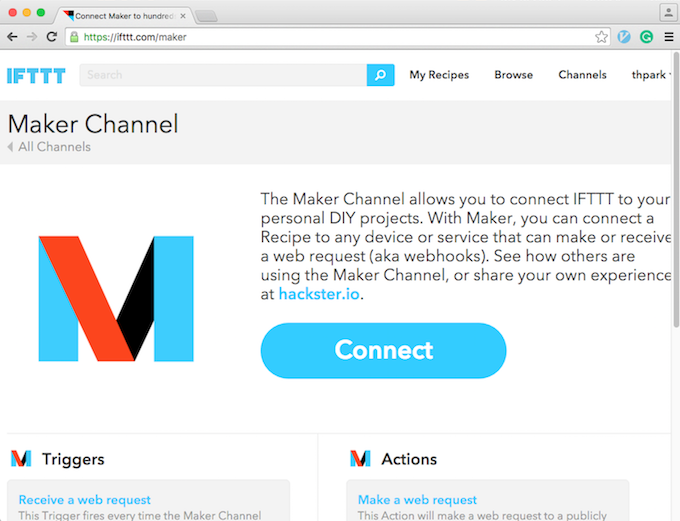 Connect Maker to hundred
https://ifttt.com/maker
IFTTT
Search
My Recipes
Browse
Channels
thpark
Maker Channel
All Channels
The Maker Channel allows you to connect IFTTT to your
personal DIY projects. With Maker, you can connect a
Recipe to any device or service that can make or receive
a web request (aka webhooks). See how others are
using the Maker Channel, or share your own experience
at hackster.io.
Connect
Triggers
Receive a web request
This Trigger fires every time the Maker Channel
Actions
Make a web request
This Action will make a web request to a publicly